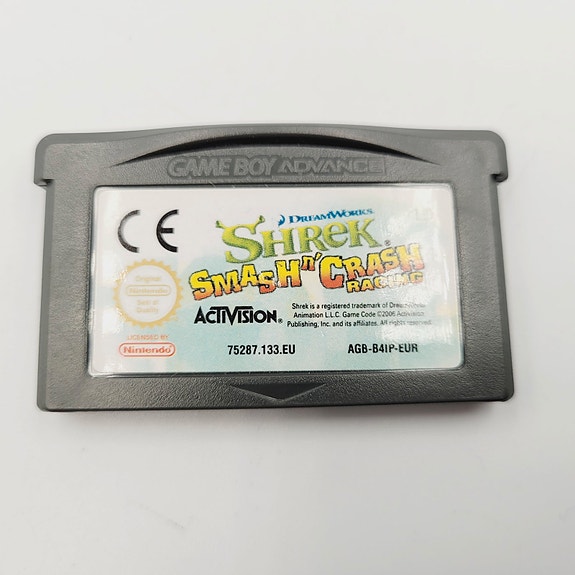 GAME BOY ADVANCE
CE
DREAMWORKS
SHREK®
SMASH n' CRASH
RACING
Original
Nintendo
Seal of
Quality
ACTIVISION®
Shrek is a registered trademark of DreamWorks
Animation L.L.C. Game Code ©2006 Activision
Publishing, Inc. and its affiliates. All rights reserved.
LICENSED BY
Nintendo
75287.133.EU
AGB-B4IP-EUR